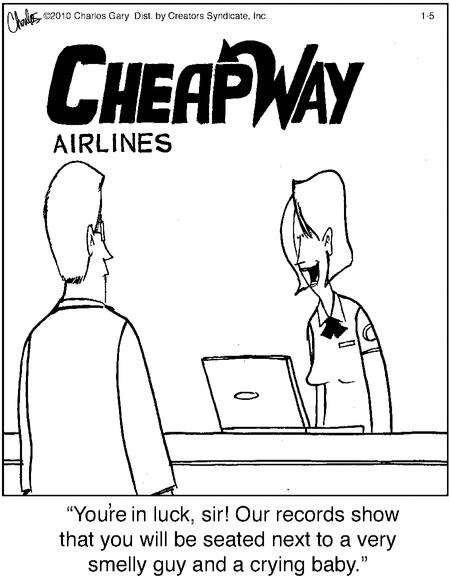 Charlos ©2010 Charlos Gary Dist. by Creators Syndicate, Inc. 1-5
CHEAPWAY
AIRLINES
“You're in luck, sir! Our records show
that you will be seated next to a very
smelly guy and a crying baby.”